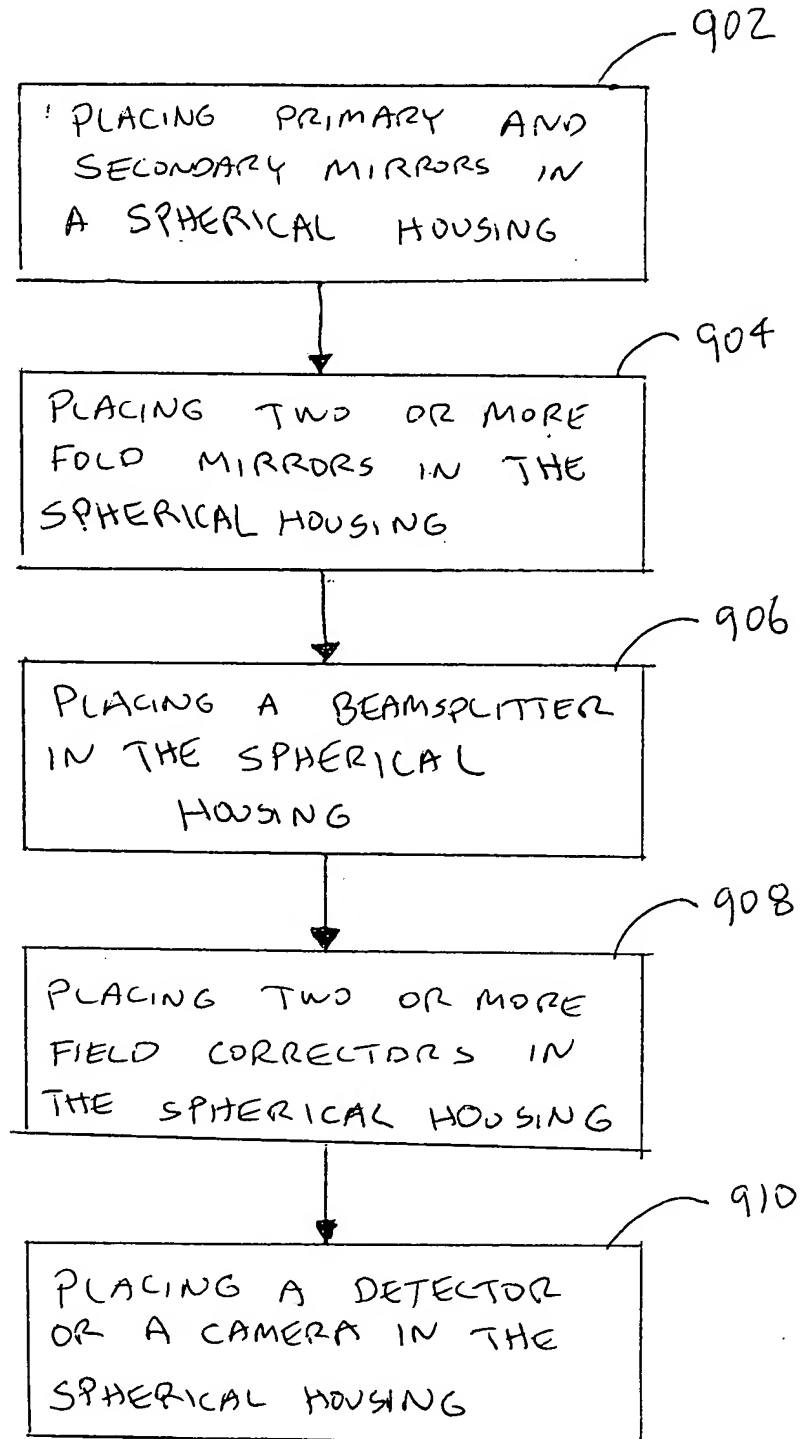 902
PLACING PRIMARY AND
SECONDARY MIRRORS IN
A SPHERICAL HOUSING
904
PLACING TWO OR MORE
FOLD MIRRORS IN THE
SPHERICAL HOUSING
906
PLACING A BEAMSPLITTER
IN THE SPHERICAL
HOUSING
908
PLACING TWO OR MORE
FIELD CORRECTORS IN
THE SPHERICAL HOUSING
910
PLACING A DETECTOR
OR A CAMERA IN THE
SPHERICAL HOUSING